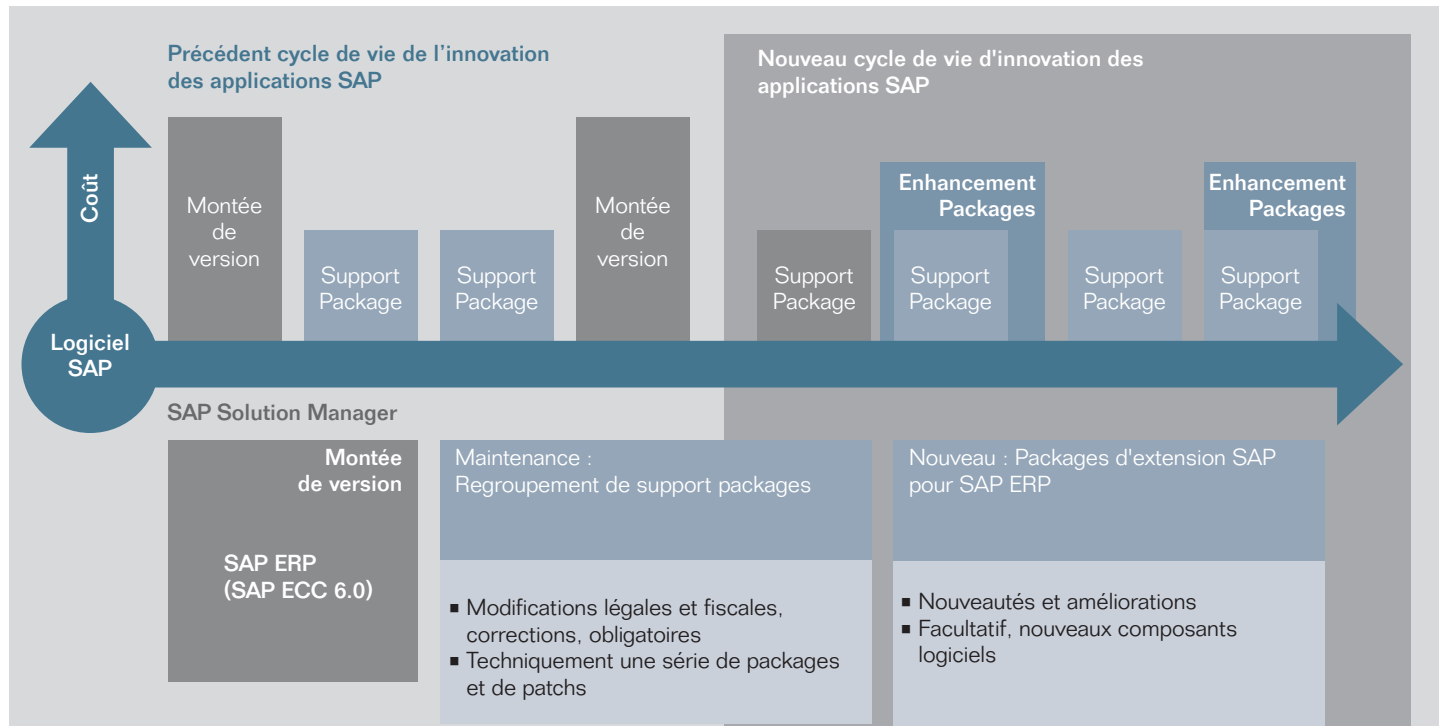 Précédent cycle de vie de l’innovation
des applications SAP
Nouveau cycle de vie d'innovation des
applications SAP
Coût
Montée
de
version
Support
Package
Support
Package
Montée
de
version
Support
Package
Enhancement
Packages
Support
Package
Support
Package
Enhancement
Packages
Support
Package
Logiciel
SAP
SAP Solution Manager
Montée
de version
SAP ERP
(SAP ECC 6.0)
Maintenance :
Regroupement de support packages
▪ Modifications légales et fiscales,
corrections, obligatoires
▪ Techniquement une série de packages
et de patchs
Nouveau : Packages d'extension SAP
pour SAP ERP
▪ Nouveautés et améliorations
▪ Facultatif, nouveaux composants
logiciels